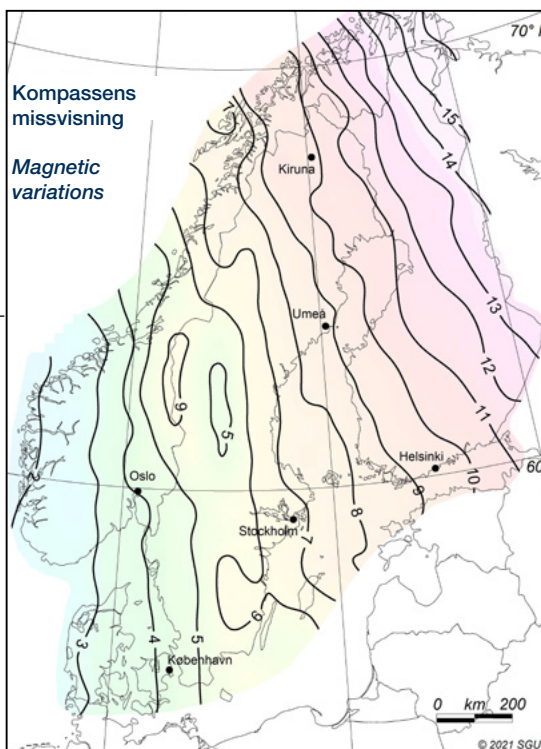 70° N
Kompassens
missvisning
Magnetic
variations
7
15
14
Kiruna
13
Umeå
12
6
5
11
Helsinki
60
2
Oslo
10
9
8
Stockholm
7
6
3
4
5
København
0 km 200
© 2021 SGU